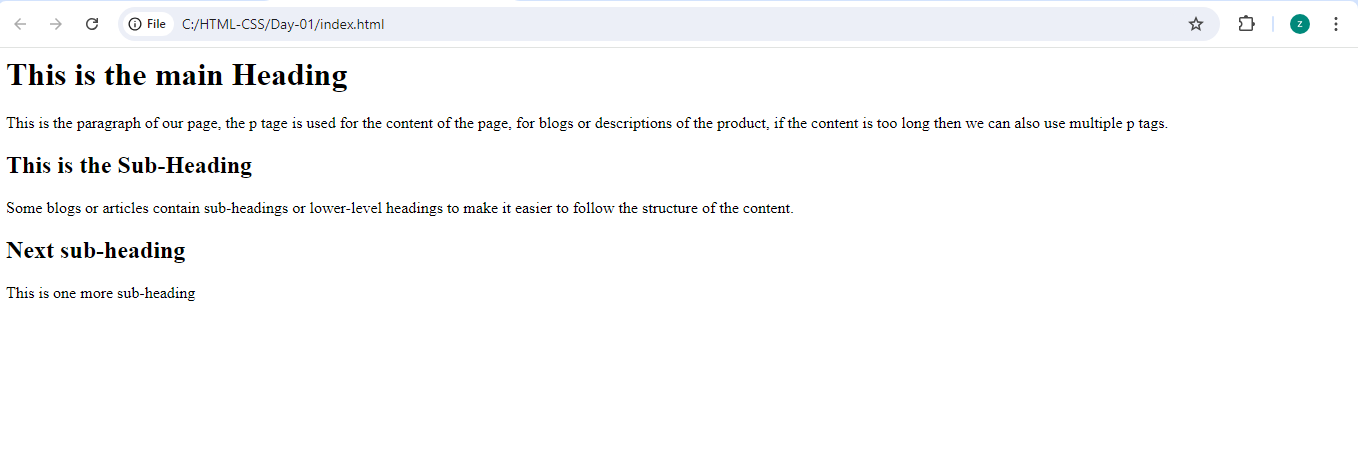 File C:/HTML-CSS/Day-01/index.html z
This is the main Heading
This is the paragraph of our page, the p tage is used for the content of the page, for blogs or descriptions of the product, if the content is too long then we can also use multiple p tags.
This is the Sub-Heading
Some blogs or articles contain sub-headings or lower-level headings to make it easier to follow the structure of the content.
Next sub-heading
This is one more sub-heading